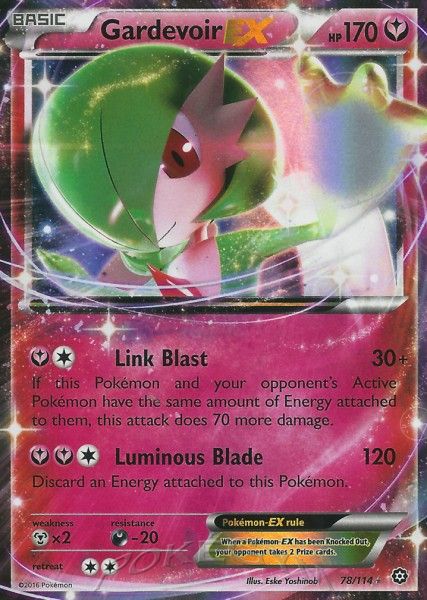 BASIC Gardevoir EX HP 170
Link Blast 30+
If this Pokémon and your opponent's Active
Pokémon have the same amount of Energy attached
to them, this attack does 70 more damage.
Luminous Blade 120
Discard an Energy attached to this Pokémon.
weakness resistance
×2 -20
retreat
Pokémon-EX rule
When a Pokémon-EX has been Knocked Out,
your opponent takes 2 Prize cards.
©2016 Pokémon Illus. Eske Yoshinob 78/114